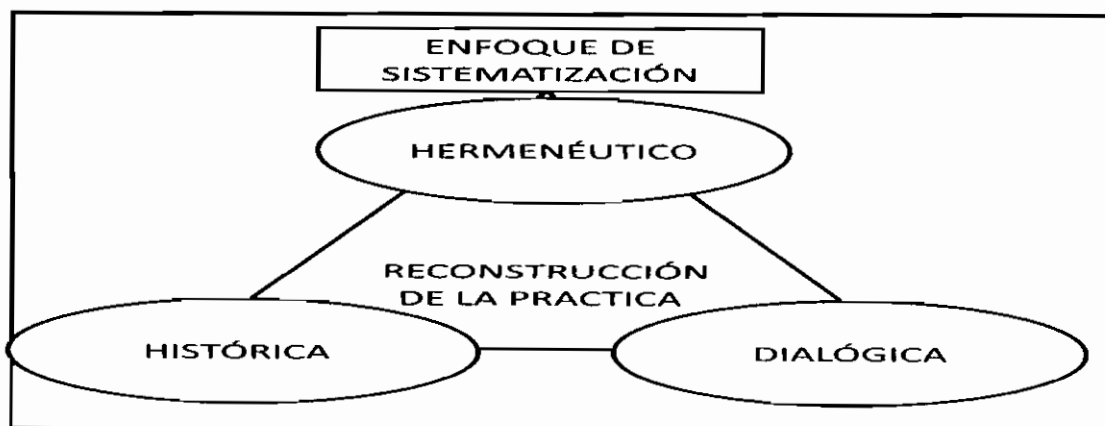 ENFOQUE DE
SISTEMATIZACIÓN
HERMENÉUTICO
RECONSTRUCCIÓN
DE LA PRACTICA
HISTÓRICA
DIALÓGICA